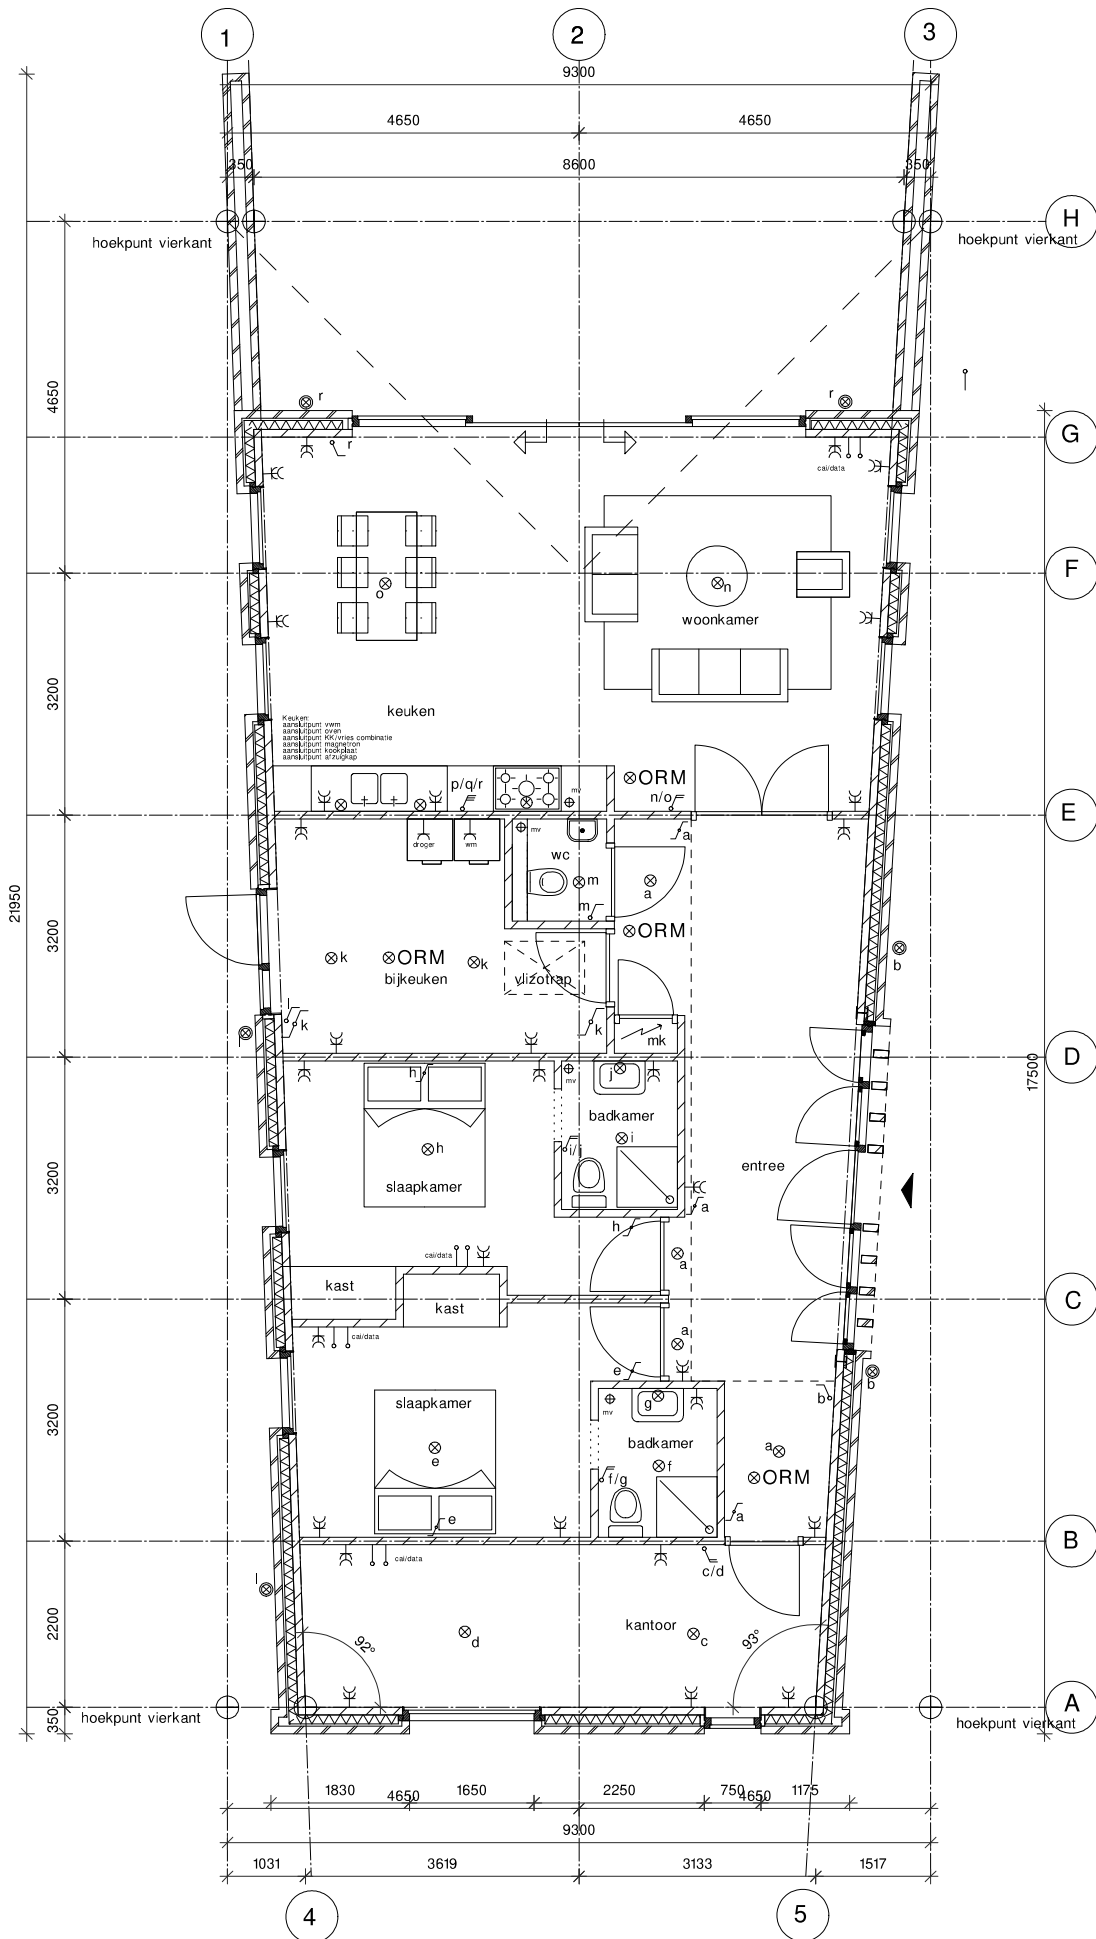 1
2
3
9300
4650
4650
350
8600
350
H
hoekpunt vierkant
hoekpunt vierkant
4650
r
r
r
cai/data
G
F
o
n
woonkamer
3200
keuken
Keuken:
aansluitpunt vwm
aansluitpunt oven
aansluitpunt KK/vries combinatie
aansluitpunt magnetron
aansluitpunt kookplaat
aansluitpunt afzuigkap
p/q/r
mv
ORM
n/o
E
droger
wm
mv
wc
a
m
m
a
21950
3200
ORM
b
k
ORM
k
bijkeuken
vlizotrap
l
k
k
l
mk
D
17500
h
mv
j
badkamer
i
h
i/j
entree
slaapkamer
3200
a
h
cai/data
a
kast
kast
C
cai/data
a
e
b
b
slaapkamer
mv
g
badkamer
3200
e
f
a
ORM
f/g
e
a
B
cai/data
c/d
l
kantoor
2200
92°
d
c
93°
A
350
hoekpunt vierkant
hoekpunt vierkant
1830
4650
1650
2250
750
4650
1175
9300
1031
3619
3133
1517
4
5